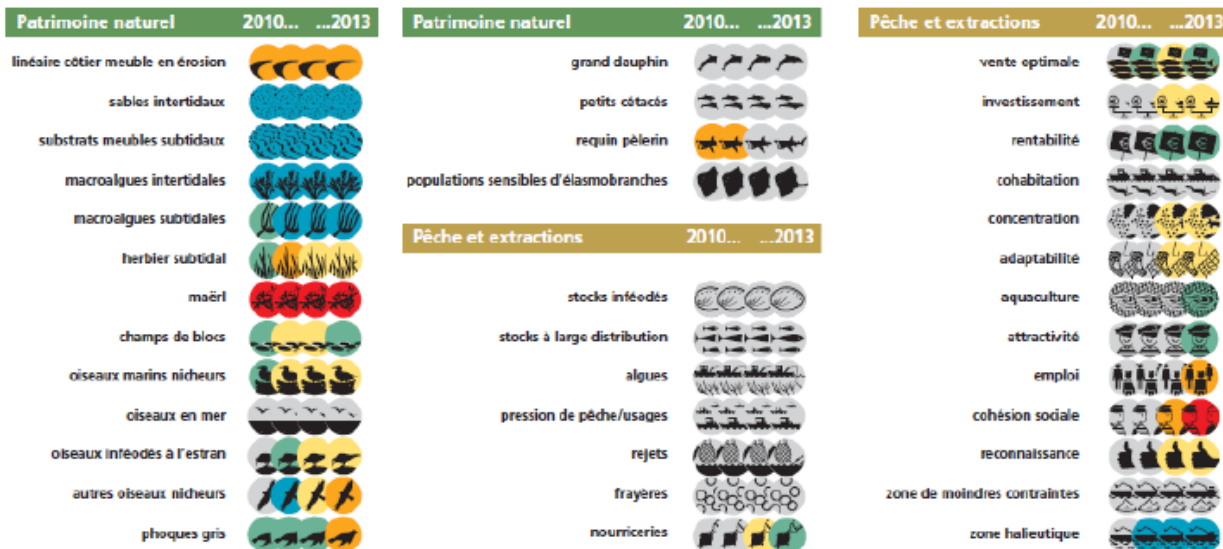 Patrimoine naturel 2010... ...2013
linéaire côtier meuble en érosion
sables intertidaux
substrats meubles subtidaux
macroalgues intertidales
macroalgues subtidales
herbier subtidal
maërl
champs de blocs
oiseaux marins nicheurs
oiseaux en mer
oiseaux inféodés à l'estran
autres oiseaux nicheurs
phoques gris
Patrimoine naturel 2010... ...2013
grand dauphin
petits cétacés
requin pèlerin
populations sensibles d'élasmobranches
Pêche et extractions 2010... ...2013
stocks inféodés
stocks à large distribution
algues
pression de pêche/usages
rejets
frayères
nourriceries
Pêche et extractions 2010... ...2013
vente optimale
investissement
rentabilité
cohabitation
concentration
adaptabilité
aquaculture
attractivité
emploi
cohésion sociale
reconnaissance
zone de moindres contraintes
zone halieutique